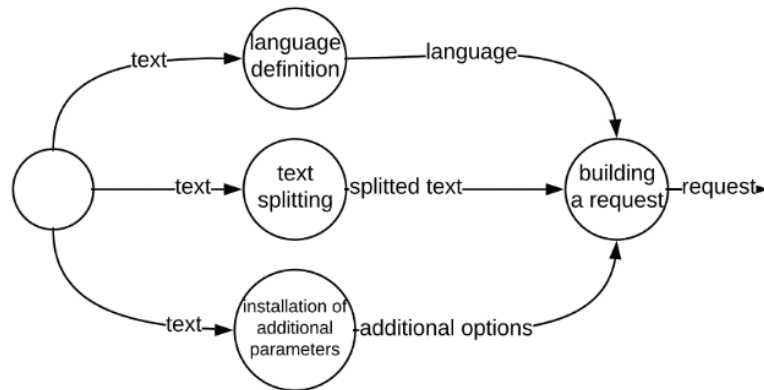 text
language
definition
language
text
text
splitting
splitted text
building
a request
request
text
installation of
additional
parameters
additional options